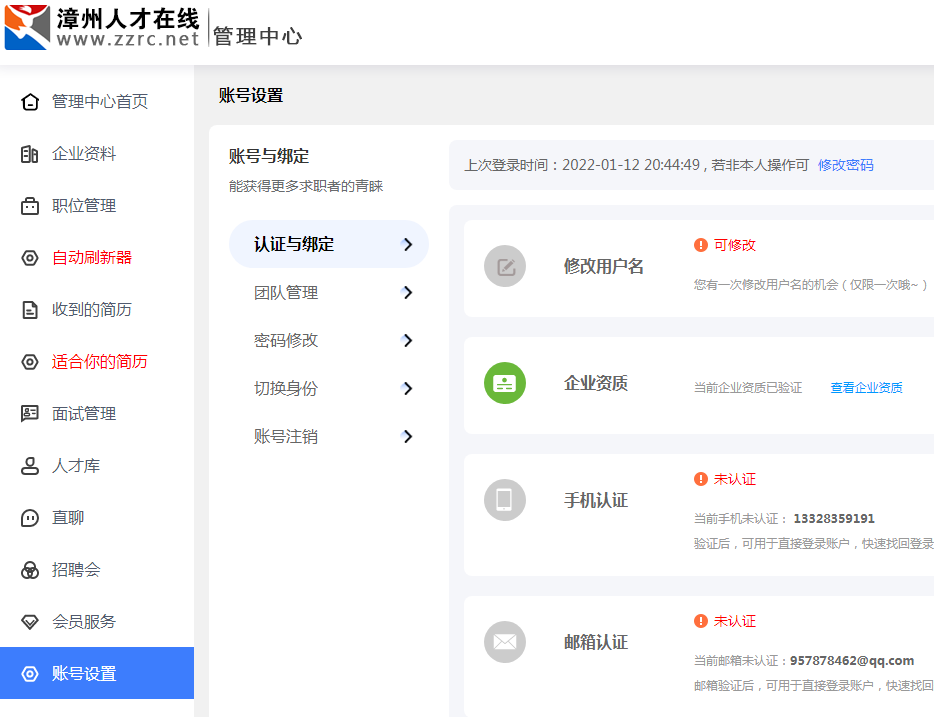 漳州人才在线
www.zzrc.net
管理中心
管理中心首页
企业资料
职位管理
自动刷新器
收到的简历
适合你的简历
面试管理
人才库
直聊
招聘会
会员服务
账号设置
账号设置
账号与绑定
能获得更多求职者的青睐
认证与绑定
团队管理
密码修改
切换身份
账号注销
上次登录时间：2022-01-12 20:44:49 , 若非本人操作可 修改密码
修改用户名
可修改
您有一次修改用户名的机会（仅限一次哦~）
企业资质
当前企业资质已验证 查看企业资质
手机认证
未认证
当前手机未认证： 13328359191
验证后，可用于直接登录账户，快速找回登录
邮箱认证
未认证
当前邮箱未认证：957878462@qq.com
邮箱验证后，可用于直接登录账户，快速找回